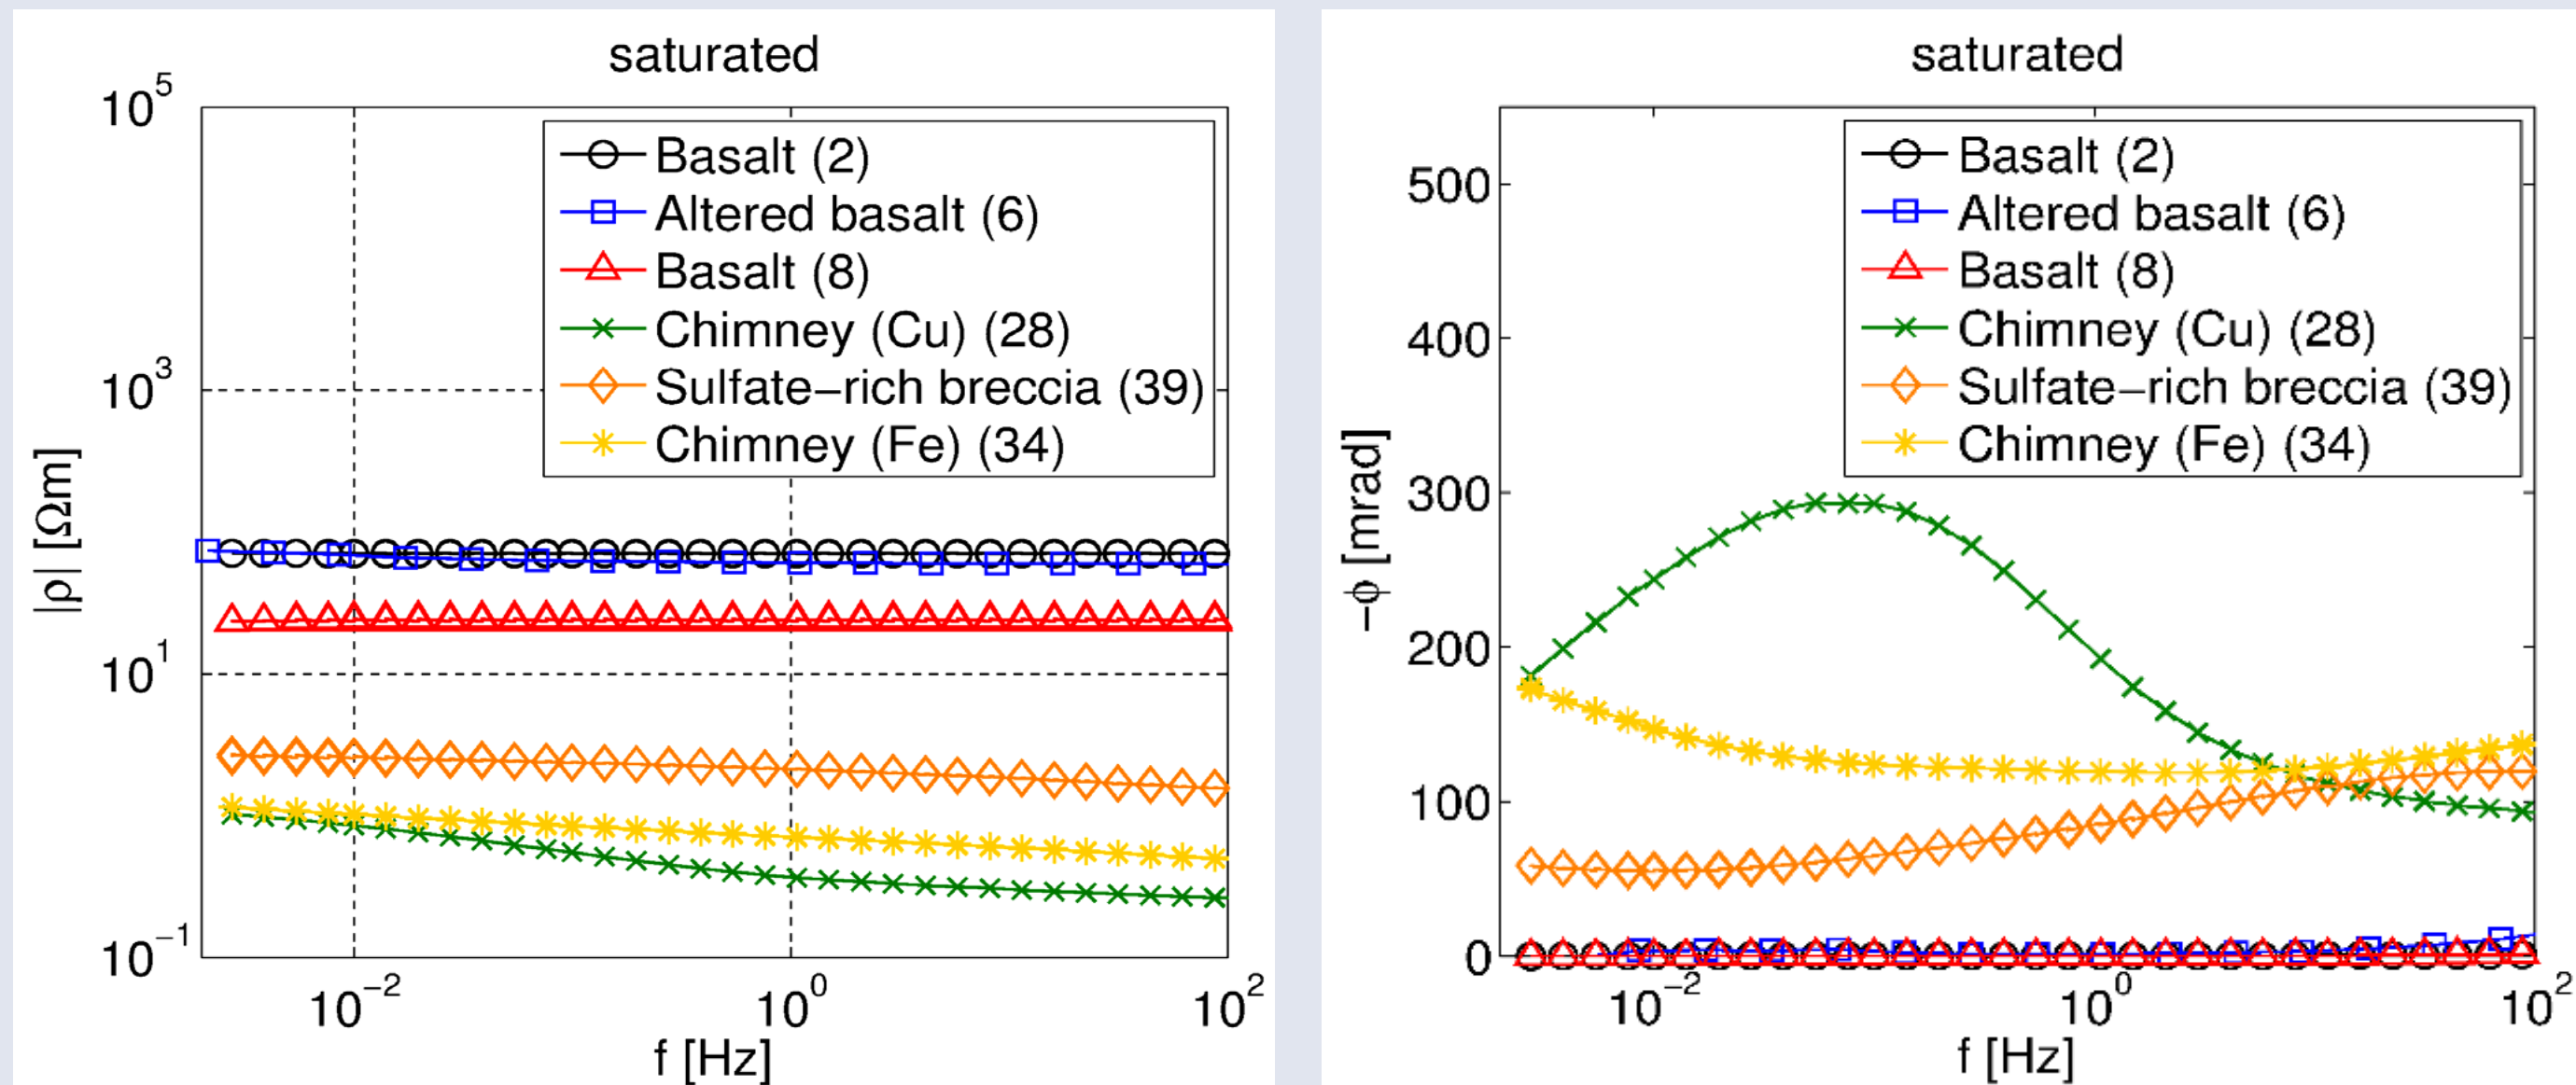 saturated
10^5
10^3
10^1
10^−1
|ρ| [Ωm]
Basalt (2)
Altered basalt (6)
Basalt (8)
Chimney (Cu) (28)
Sulfate−rich breccia (39)
Chimney (Fe) (34)
10^−2
10^0
10^2
f [Hz]
saturated
500
400
300
200
100
0
−ϕ [mrad]
Basalt (2)
Altered basalt (6)
Basalt (8)
Chimney (Cu) (28)
Sulfate−rich breccia (39)
Chimney (Fe) (34)
10^−2
10^0
10^2
f [Hz]